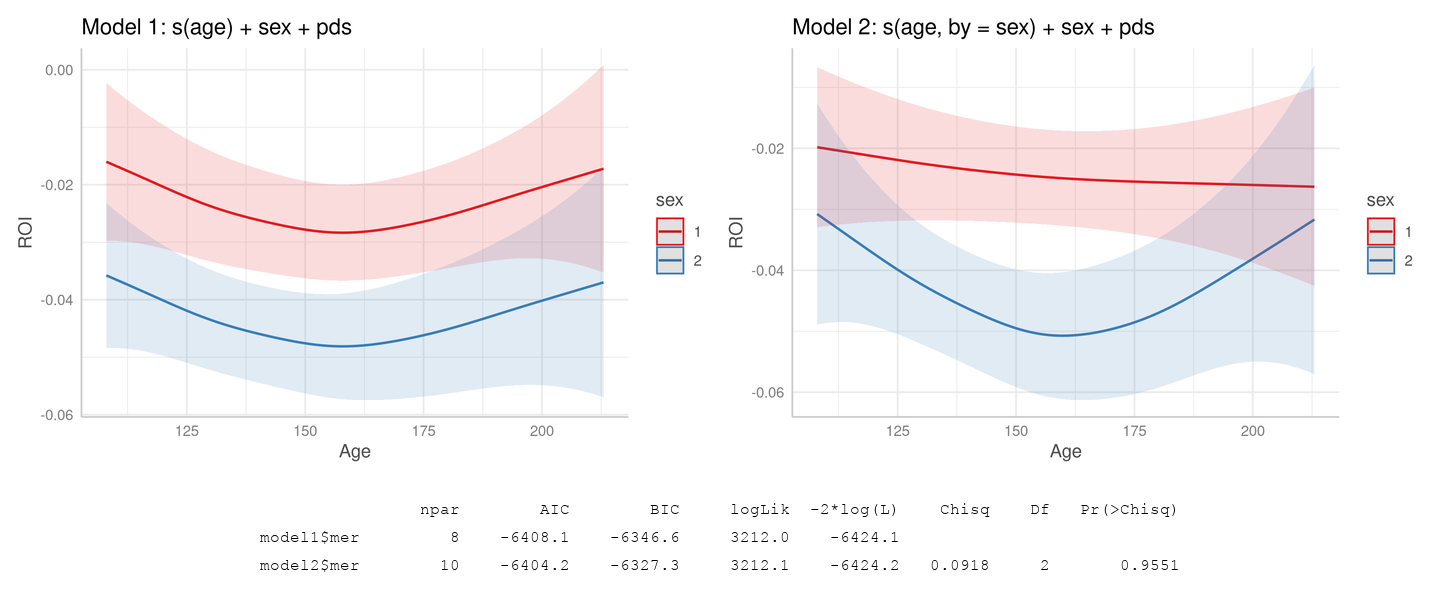 Model 1: s(age) + sex + pds
0.00
-0.02
-0.04
-0.06
ROI
125 150 175 200
Age
sex
1
2
Model 2: s(age, by = sex) + sex + pds
-0.02
-0.04
-0.06
ROI
125 150 175 200
Age
sex
1
2
npar AIC BIC logLik -2*log(L) Chisq Df Pr(>Chisq)
model1$mer 8 -6408.1 -6346.6 3212.0 -6424.1
model2$mer 10 -6404.2 -6327.3 3212.1 -6424.2 0.0918 2 0.9551